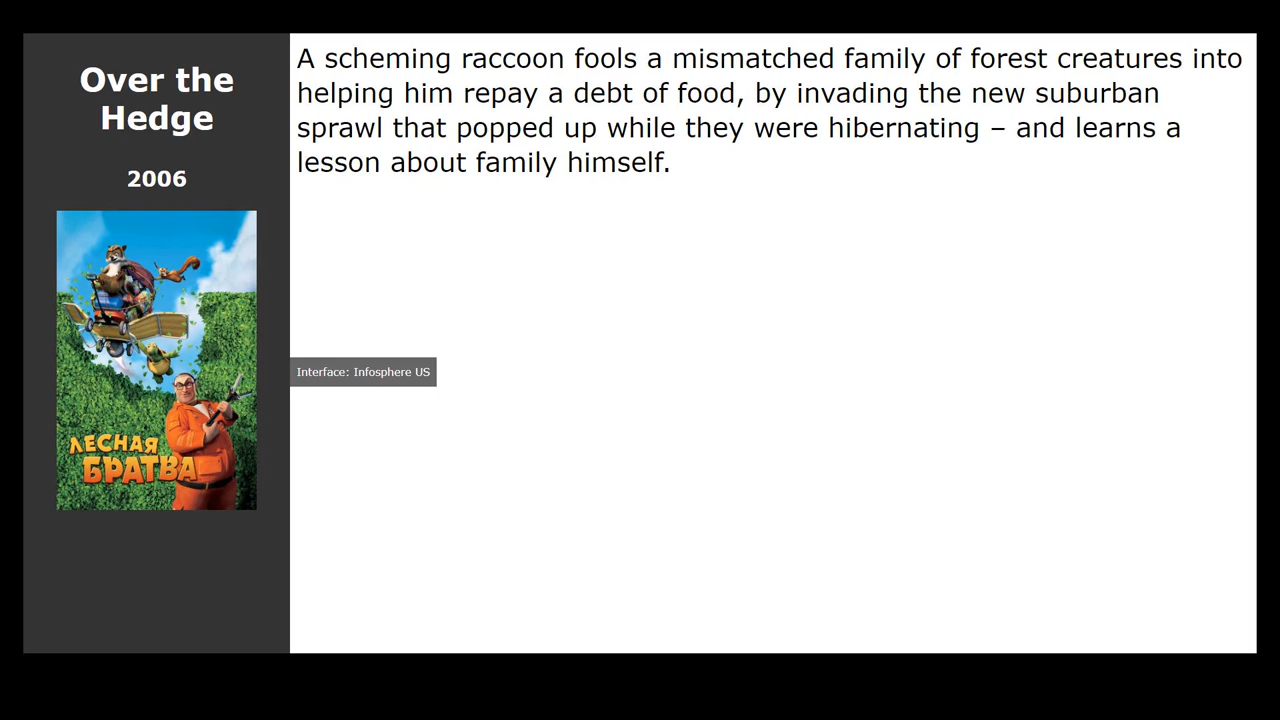 Over the
Hedge
2006
ЛЕСНАЯ
БРАТВА
A scheming raccoon fools a mismatched family of forest creatures into
helping him repay a debt of food, by invading the new suburban
sprawl that popped up while they were hibernating – and learns a
lesson about family himself.
Interface: Infosphere US